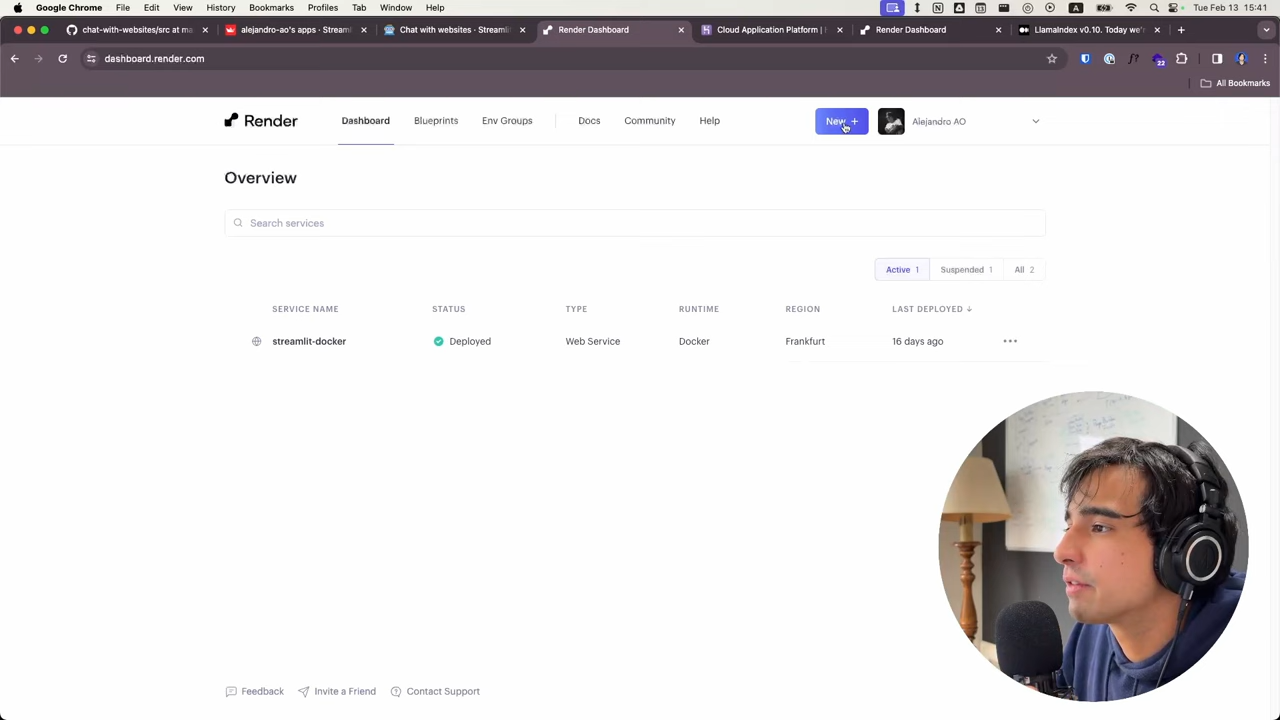 Google Chrome File Edit View History Bookmarks Profiles Tab Window Help Tue Feb 13 15:41
chat-with-websites/src at ma alejandro-ao's apps · Streaml Chat with websites · Streamli Render Dashboard Cloud Application Platform | Render Dashboard LlamaIndex v0.10. Today we'r
dashboard.render.com 22
All Bookmarks
Render Dashboard Blueprints Env Groups Docs Community Help New + Alejandro AO
Overview
Search services
Active 1 Suspended 1 All 2
SERVICE NAME STATUS TYPE RUNTIME REGION LAST DEPLOYED ↓
streamlit-docker Deployed Web Service Docker Frankfurt 16 days ago •••
Feedback Invite a Friend Contact Support